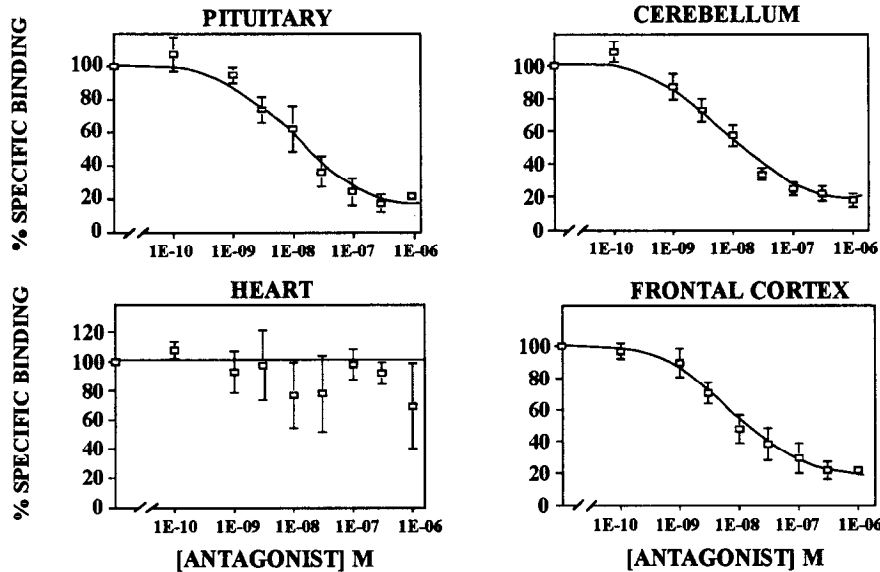 PITUITARY
% SPECIFIC BINDING
100
80
60
40
20
0
1E-10 1E-09 1E-08 1E-07 1E-06
CEREBELLUM
100
80
60
40
20
0
1E-10 1E-09 1E-08 1E-07 1E-06
HEART
% SPECIFIC BINDING
120
100
80
60
40
20
0
1E-10 1E-09 1E-08 1E-07 1E-06
[ANTAGONIST] M
FRONTAL CORTEX
100
80
60
40
20
0
1E-10 1E-09 1E-08 1E-07 1E-06
[ANTAGONIST] M